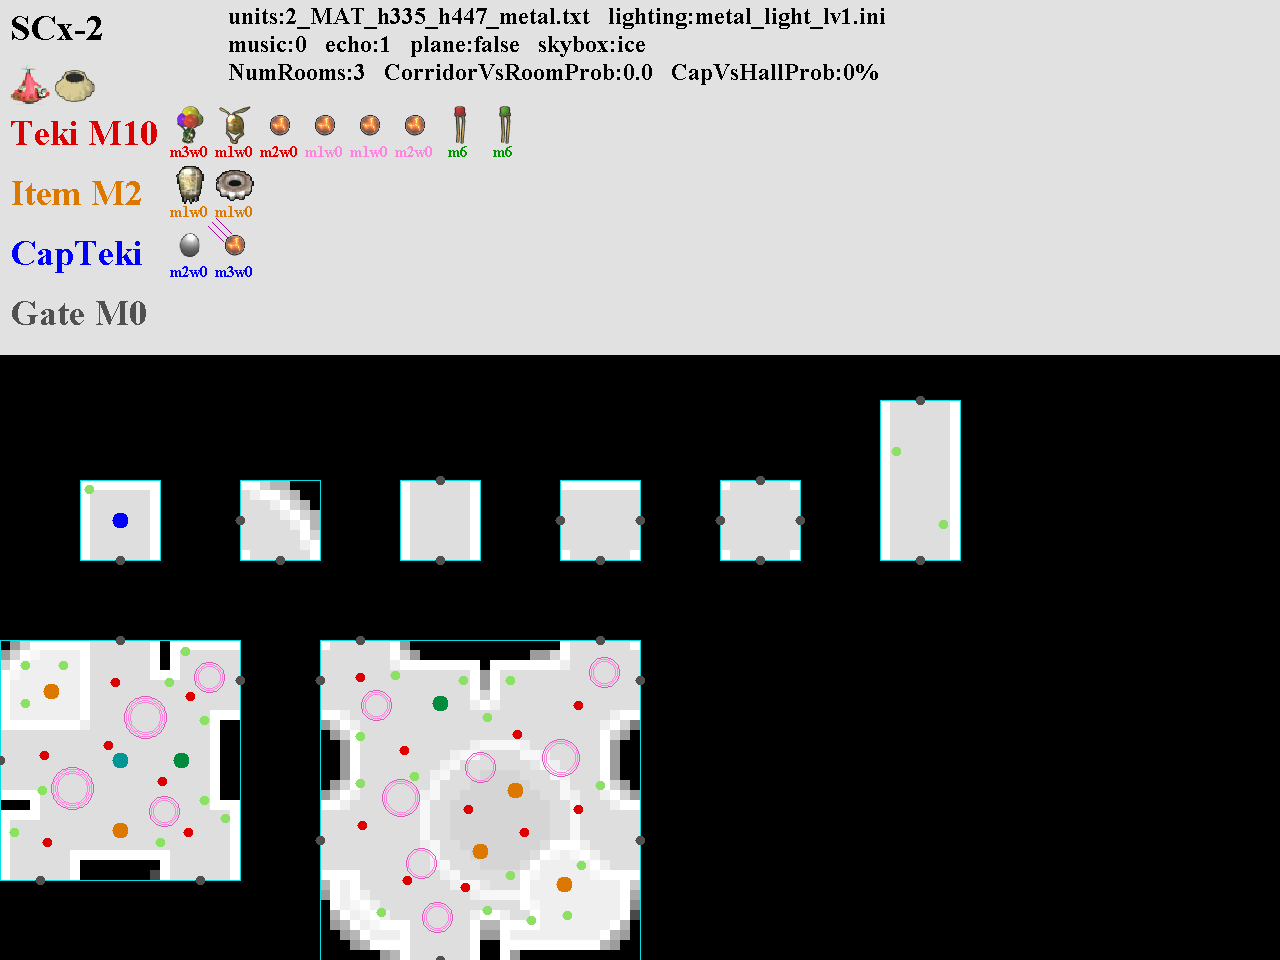 SCx-2
units:2_MAT_h335_h447_metal.txt lighting:metal_light_lv1.ini
music:0 echo:1 plane:false skybox:ice
NumRooms:3 CorridorVsRoomProb:0.0 CapVsHallProb:0%
Teki M10
m3w0 m1w0 m2w0 m1w0 m1w0 m2w0 m6 m6
Item M2
m1w0 m1w0
CapTeki
m2w0 m3w0
Gate M0